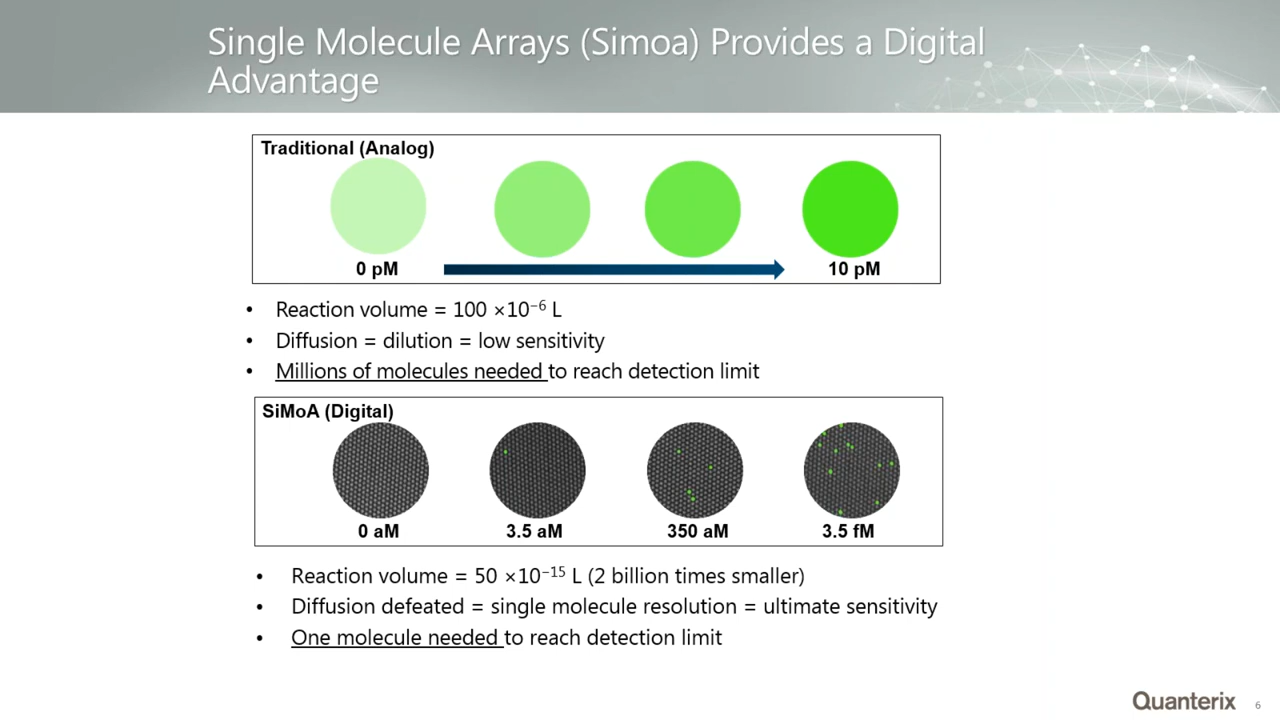 Single Molecule Arrays (Simoa) Provides a Digital
Advantage
Traditional (Analog)
0 pM
10 pM
• Reaction volume = 100 ×10⁻⁶ L
• Diffusion = dilution = low sensitivity
• Millions of molecules needed to reach detection limit
SiMoA (Digital)
0 aM
3.5 aM
350 aM
3.5 fM
• Reaction volume = 50 ×10⁻¹⁵ L (2 billion times smaller)
• Diffusion defeated = single molecule resolution = ultimate sensitivity
• One molecule needed to reach detection limit
Quanterix
6